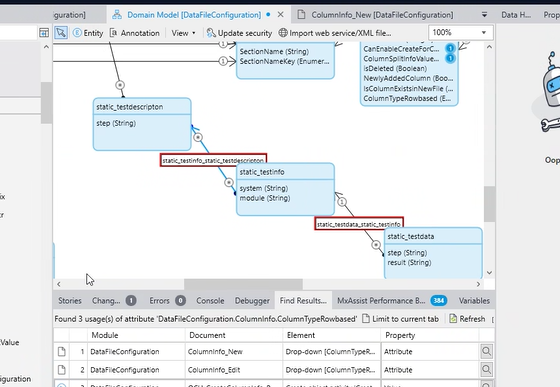 guration]
Domain Model [DataFileConfiguration]
ColumnInfo_New [DataFileConfiguration]
Data H...
Prope
Entity
Annotation
View
Update security
Import web service/XML file...
100%
SectionName (String)
SectionNameKey (Enumer...
CanEnableCreateForC...
ColumnSplitInfoValue...
IsDeleted (Boolean)
NewlyAddedColumn (Boo...
IsColumnExistsinNewFile (...
ColumnTypeRowbased (E...
static_testdescripton
step (String)
static_testinfo_static_testdescripton
static_testinfo
system (String)
module (String)
static_testdata_static_testinfo
static_testdata
step (String)
result (String)
Oop
Stories
Chang...
1
Errors
0
Console
Debugger
Find Results...
MxAssist Performance B...
384
Variables
Found 3 usage(s) of attribute 'DataFileConfiguration.ColumnInfo.ColumnTypeRowbased'
Limit to current tab
Refresh
Module
Document
Element
Property
1
DataFileConfiguration
ColumnInfo_New
Drop-down [ColumnTypeR...
Attribute
2
DataFileConfiguration
ColumnInfo_Edit
Drop-down [ColumnTypeR...
Attribute
Value